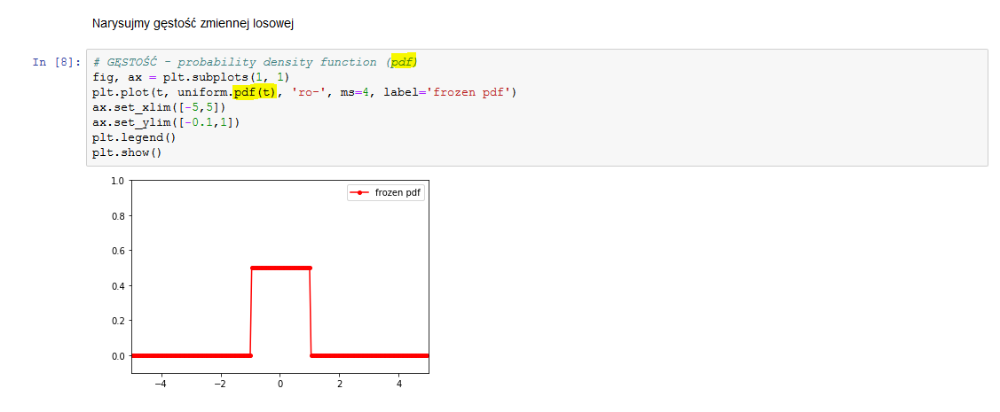 Narysujmy gęstość zmiennej losowej
In [8]:
# GĘSTOŚĆ - probability density function (pdf)
fig, ax = plt.subplots(1, 1)
plt.plot(t, uniform.pdf(t), 'ro-', ms=4, label='frozen pdf')
ax.set_xlim([-5,5])
ax.set_ylim([-0.1,1])
plt.legend()
plt.show()
frozen pdf
1.0
0.8
0.6
0.4
0.2
0.0
−4 −2 0 2 4